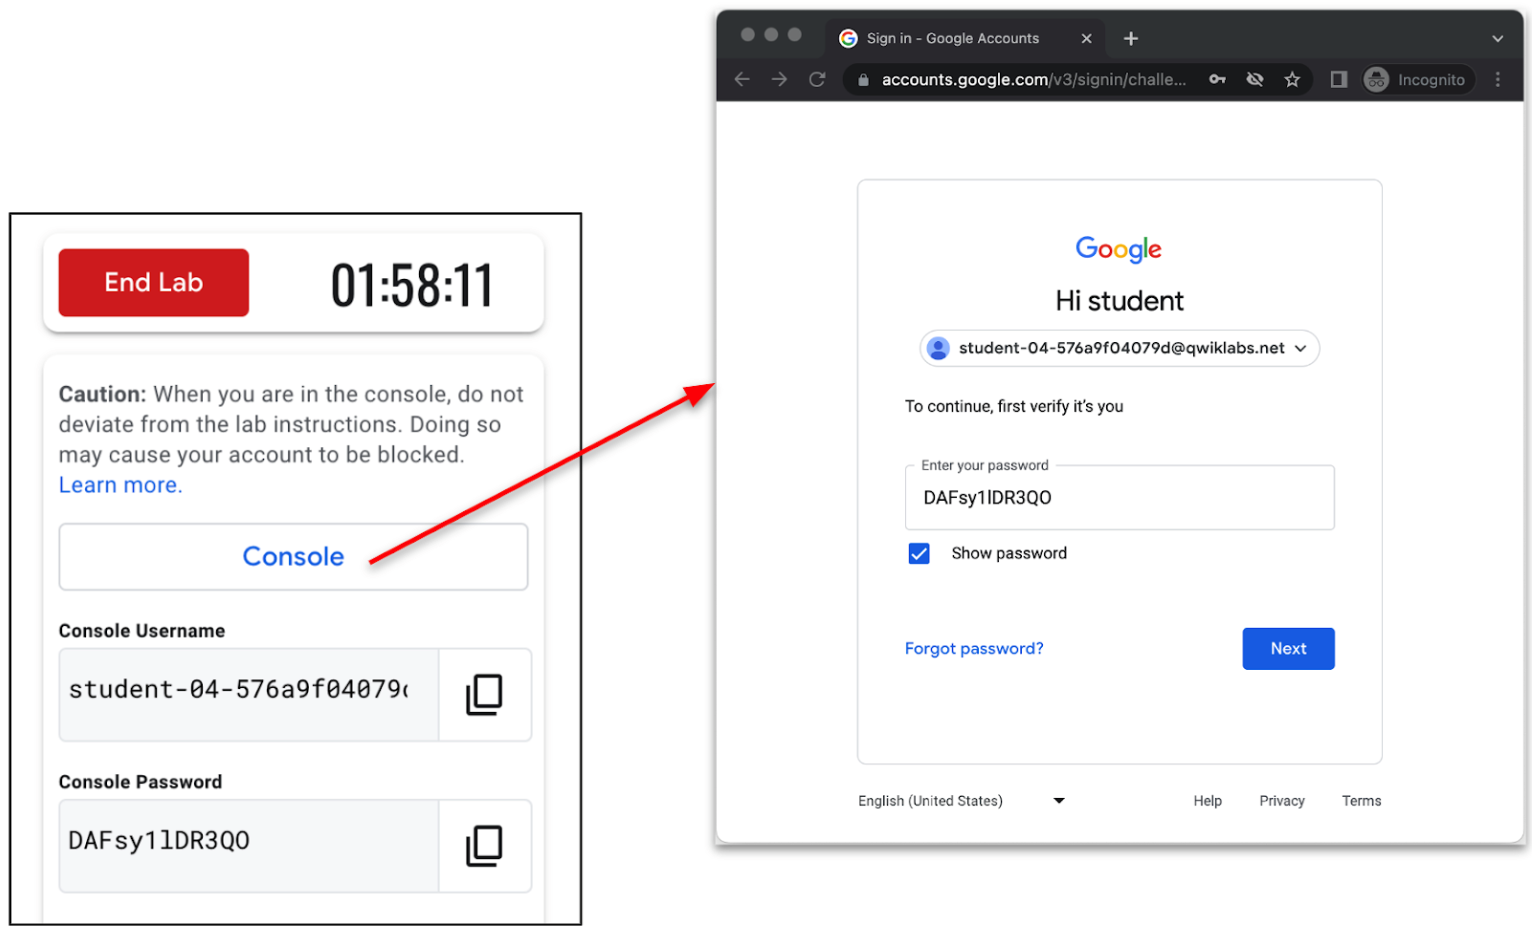 End Lab
01:58:11
Caution: When you are in the console, do not
deviate from the lab instructions. Doing so
may cause your account to be blocked.
Learn more.
Console
Console Username
student-04-576a9f04079
Console Password
DAFsy1lDR3QO
Sign in - Google Accounts
accounts.google.com/v3/signin/challe...
Incognito
Google
Hi student
student-04-576a9f04079d@qwiklabs.net
To continue, first verify it's you
Enter your password
DAFsy1lDR3QO
Show password
Forgot password?
Next
English (United States)
Help
Privacy
Terms